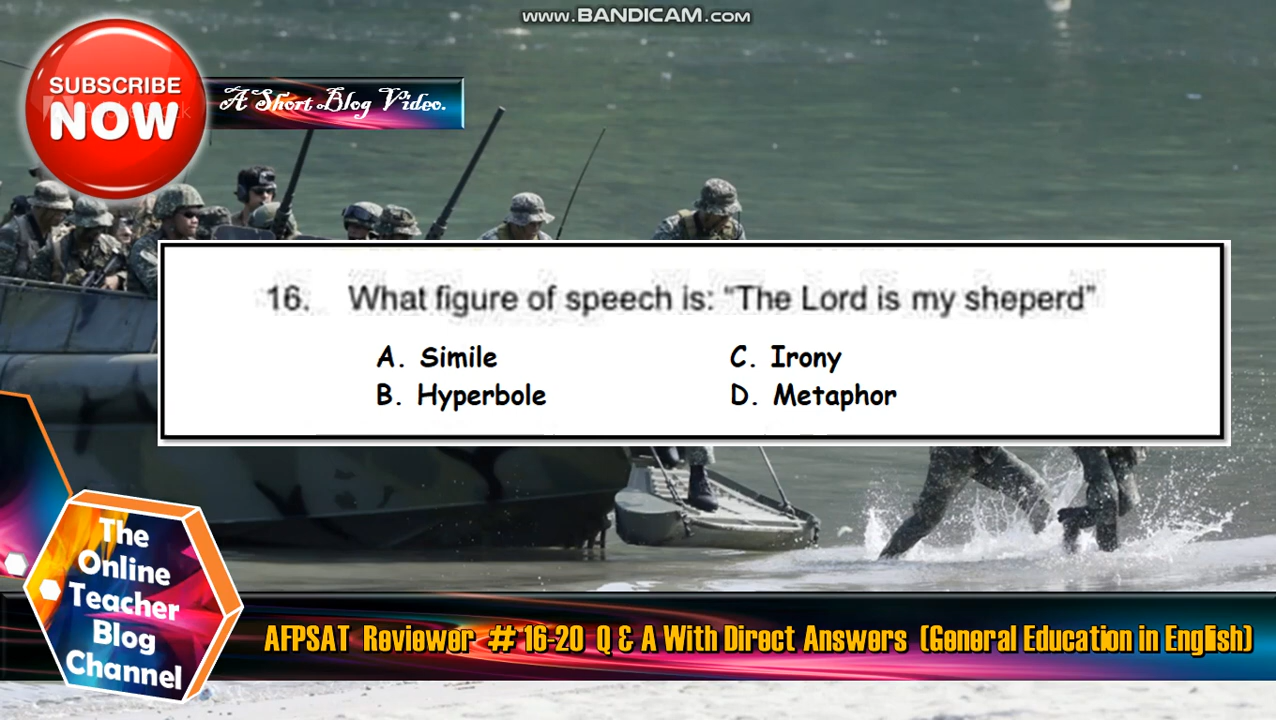 www.BANDICAM.com
SUBSCRIBE
NOW
A Short Blog Video.
16. What figure of speech is: “The Lord is my sheperd”
A. Simile
B. Hyperbole
C. Irony
D. Metaphor
The
Online
Teacher
Blog
Channel
AFPSAT Reviewer # 16-20 Q & A With Direct Answers (General Education in English)